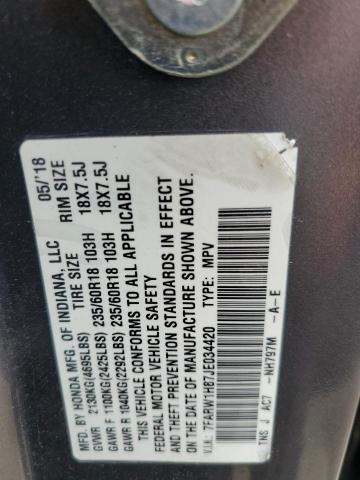 MFD. BY HONDA MFG. OF INDIANA, LLC 05/'18
TIRE SIZE RIM SIZE
GVWR 2130KG(4695LBS)
GAWR F 1100KG(2425LBS) 235/60R18 103H 18X7.5J
GAWR R 1040KG(2292LBS) 235/60R18 103H 18X7.5J
THIS VEHICLE CONFORMS TO ALL APPLICABLE
FEDERAL MOTOR VEHICLE SAFETY
AND THEFT PREVENTION STANDARDS IN EFFECT
ON THE DATE OF MANUFACTURE SHOWN ABOVE.
V.I.N.: 7FARW1H87JE034420 TYPE: MPV
TNS J AC7 -NH797M -A-E